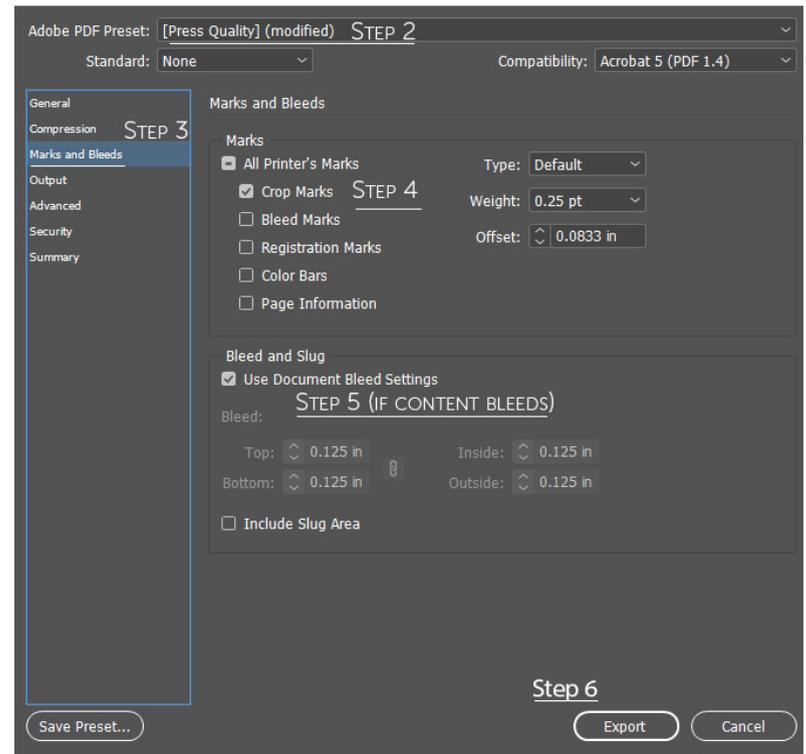 Adobe PDF Preset: [Press Quality] (modified) STEP 2
Standard: None Compatibility: Acrobat 5 (PDF 1.4)
General
Compression STEP 3
Marks and Bleeds
Output
Advanced
Security
Summary
Marks and Bleeds
Marks
All Printer's Marks Type: Default
Crop Marks STEP 4 Weight: 0.25 pt
Bleed Marks
Registration Marks Offset: 0.0833 in
Color Bars
Page Information
Bleed and Slug
Use Document Bleed Settings
STEP 5 (IF CONTENT BLEEDS)
Bleed:
Top: 0.125 in Inside: 0.125 in
Bottom: 0.125 in Outside: 0.125 in
Include Slug Area
Step 6
Save Preset... Export Cancel